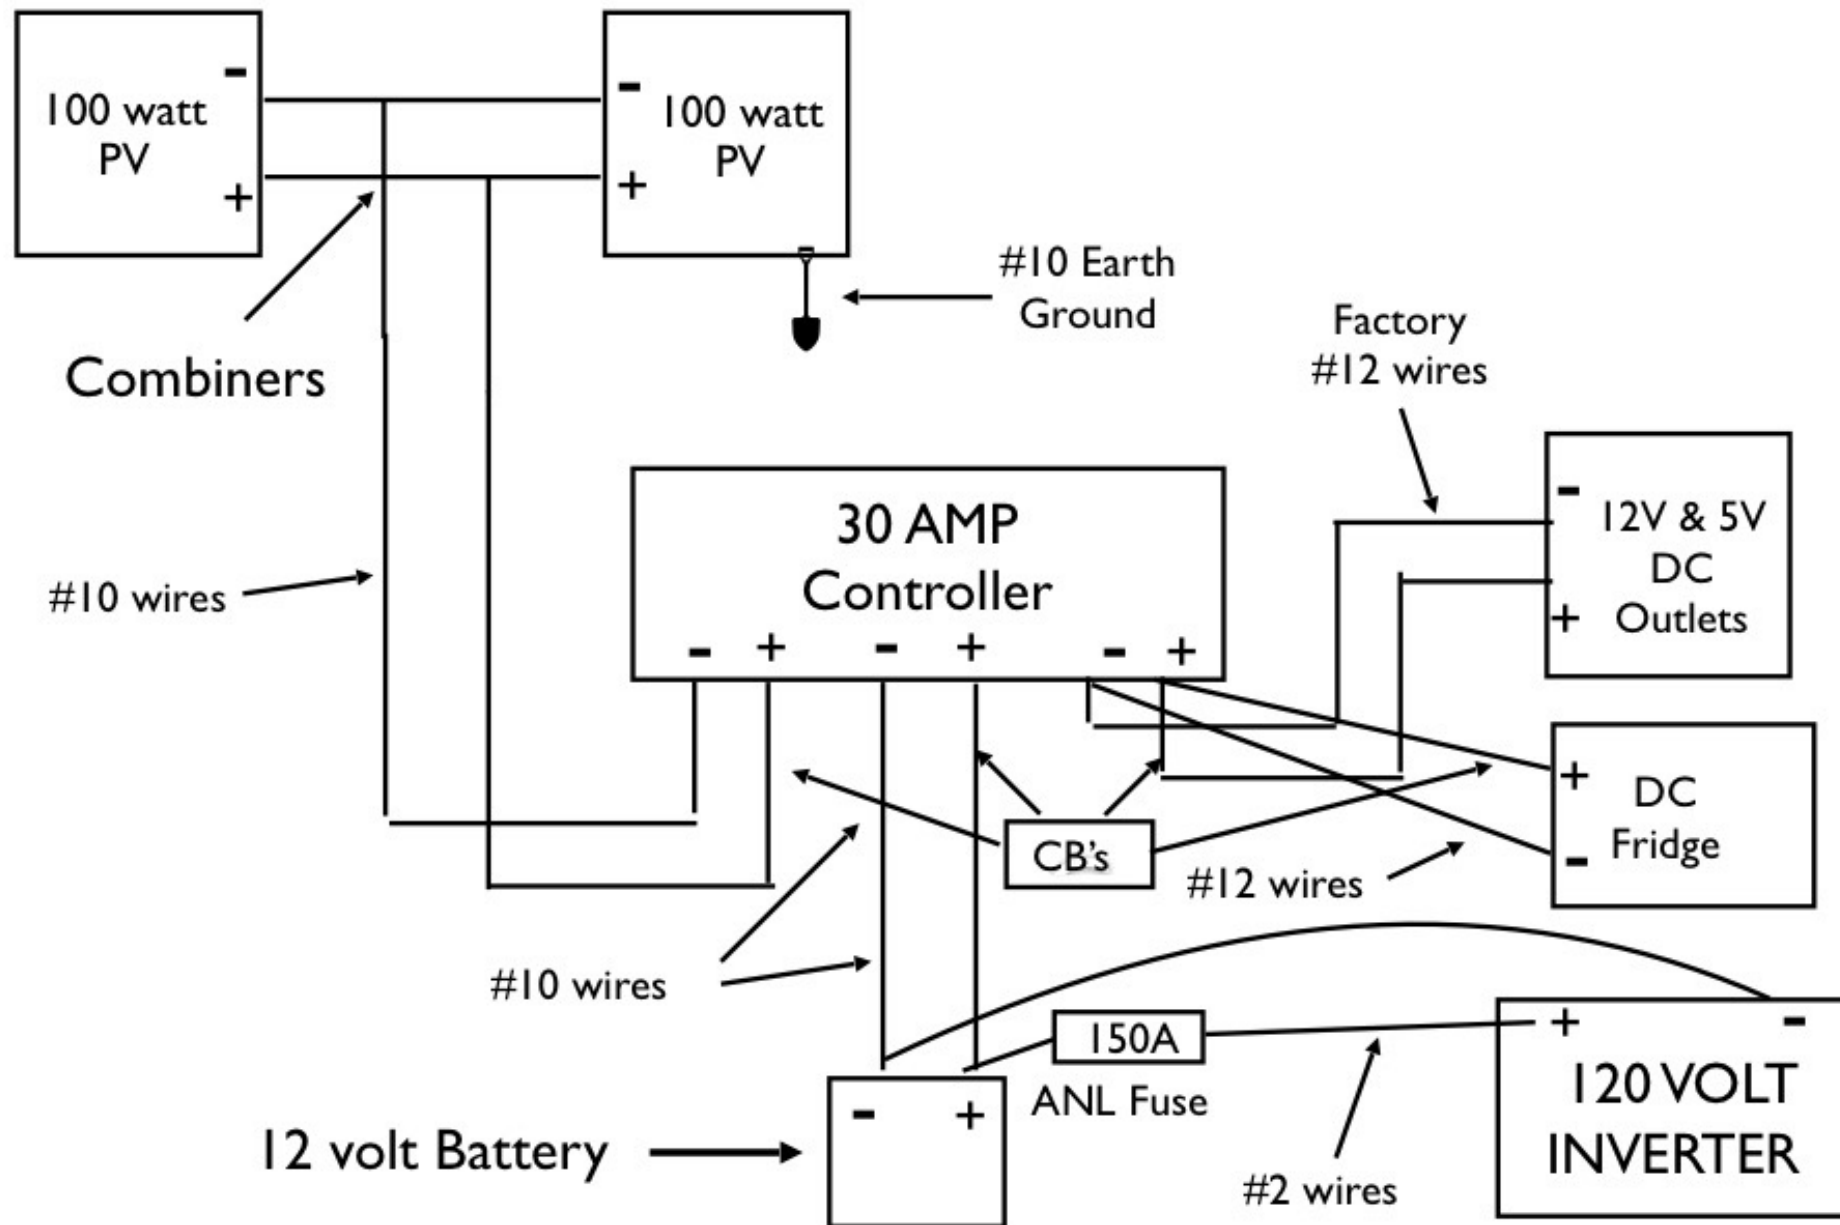 -
100 watt
PV
+
-
100 watt
PV
+
#10 Earth
Ground
Combiners
Factory
#12 wires
#10 wires
30 AMP
Controller
- + - + - +
-
12V & 5V
DC
Outlets
+
+
DC
Fridge
-
CB's
#12 wires
#10 wires
150A
ANL Fuse
+ -
120 VOLT
INVERTER
- +
12 volt Battery
#2 wires